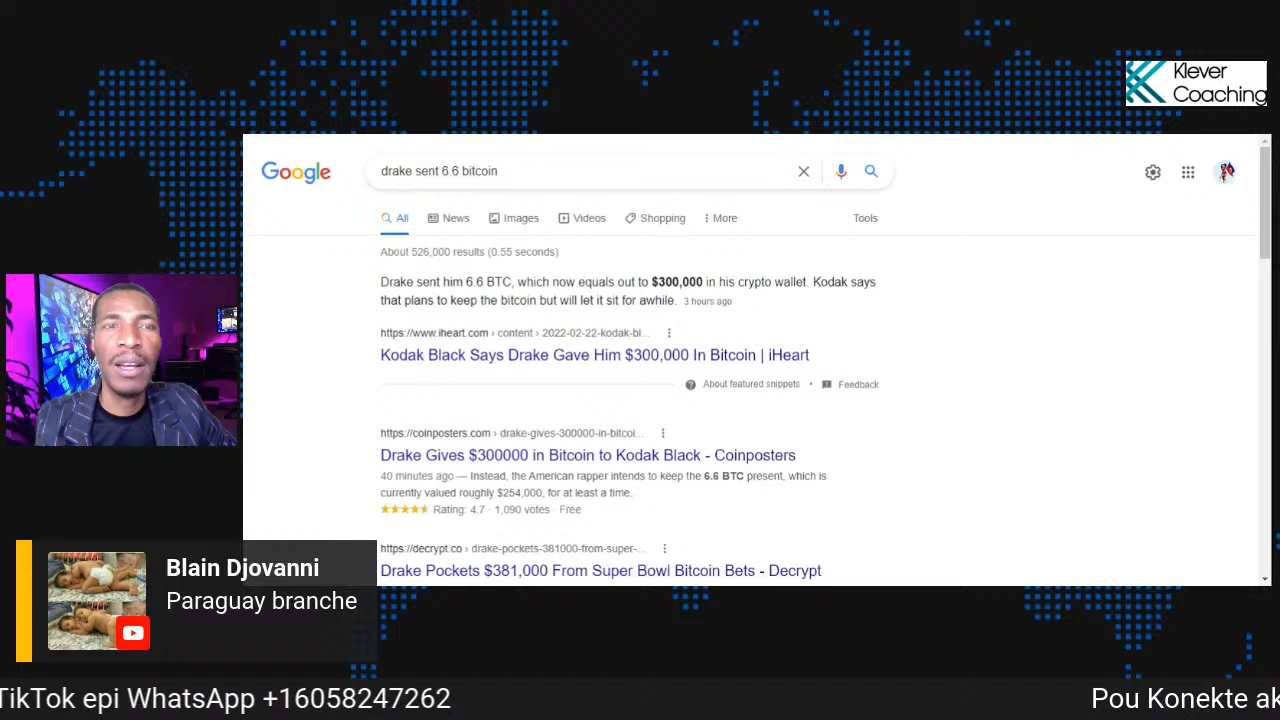 Klever
Coaching
Google
drake sent 6.6 bitcoin
All
News
Images
Videos
Shopping
More
Tools
About 526,000 results (0.55 seconds)
Drake sent him 6.6 BTC, which now equals out to $300,000 in his crypto wallet. Kodak says
that plans to keep the bitcoin but will let it sit for awhile. 3 hours ago
https://www.iheart.com › content › 2022-02-22-kodak-bl...
Kodak Black Says Drake Gave Him $300,000 In Bitcoin | iHeart
About featured snippets • Feedback
https://coinposters.com › drake-gives-300000-in-bitcoi...
Drake Gives $300000 in Bitcoin to Kodak Black - Coinposters
40 minutes ago — Instead, the American rapper intends to keep the 6.6 BTC present, which is
currently valued roughly $254,000, for at least a time.
Rating: 4.7 · 1,090 votes · Free
https://decrypt.co › drake-pockets-381000-from-super-...
Drake Pockets $381,000 From Super Bowl Bitcoin Bets - Decrypt
Blain Djovanni
Paraguay branche
TikTok epi WhatsApp +16058247262
Pou Konekte ak